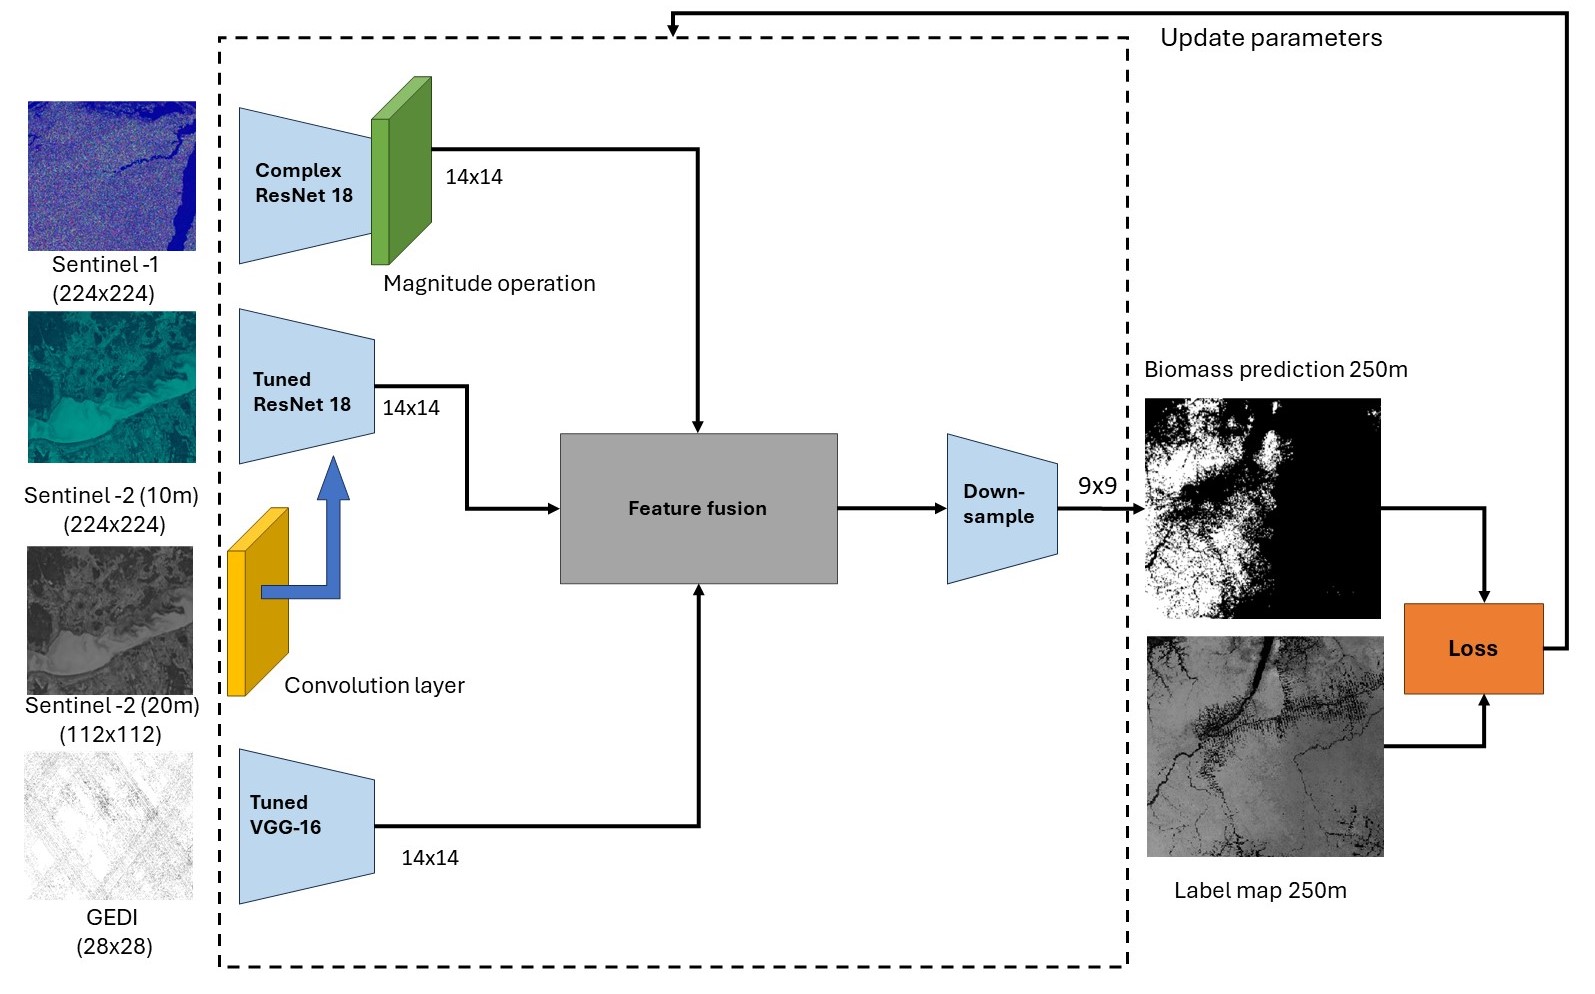 Update parameters
Complex
ResNet 18
14x14
Sentinel -1
(224x224)
Magnitude operation
Tuned
ResNet 18
14x14
Sentinel -2 (10m)
(224x224)
Feature fusion
Down-
sample
9x9
Biomass prediction 250m
Loss
Convolution layer
Sentinel -2 (20m)
(112x112)
Tuned
VGG-16
14x14
Label map 250m
GEDI
(28x28)